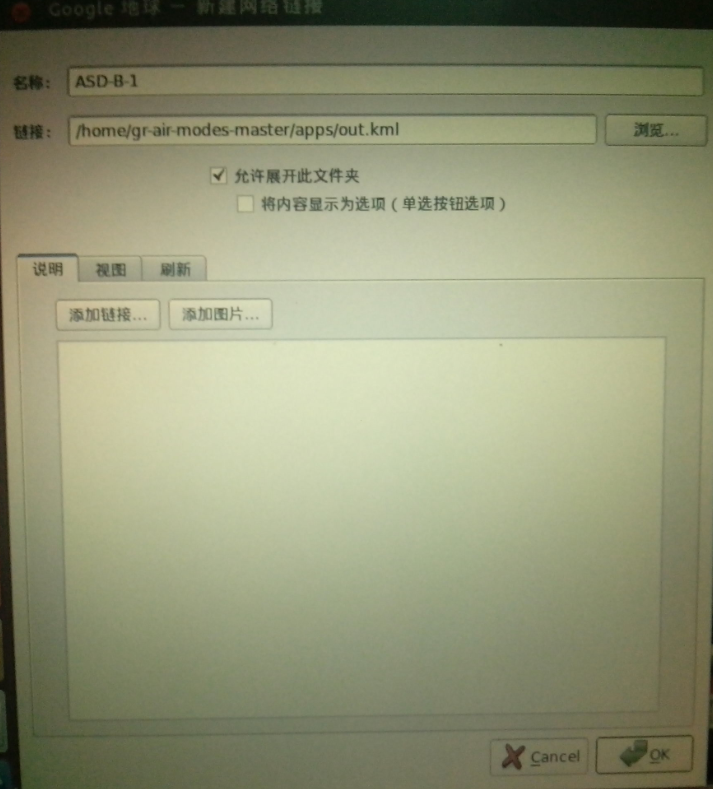 Google 地球 — 新建网络链接
名称: ASD-B-1
链接: /home/gr-air-modes-master/apps/out.kml 浏览...
允许展开此文件夹
将内容显示为选项(单选按钮选项)
说明 视图 刷新
添加链接... 添加图片...
Cancel OK